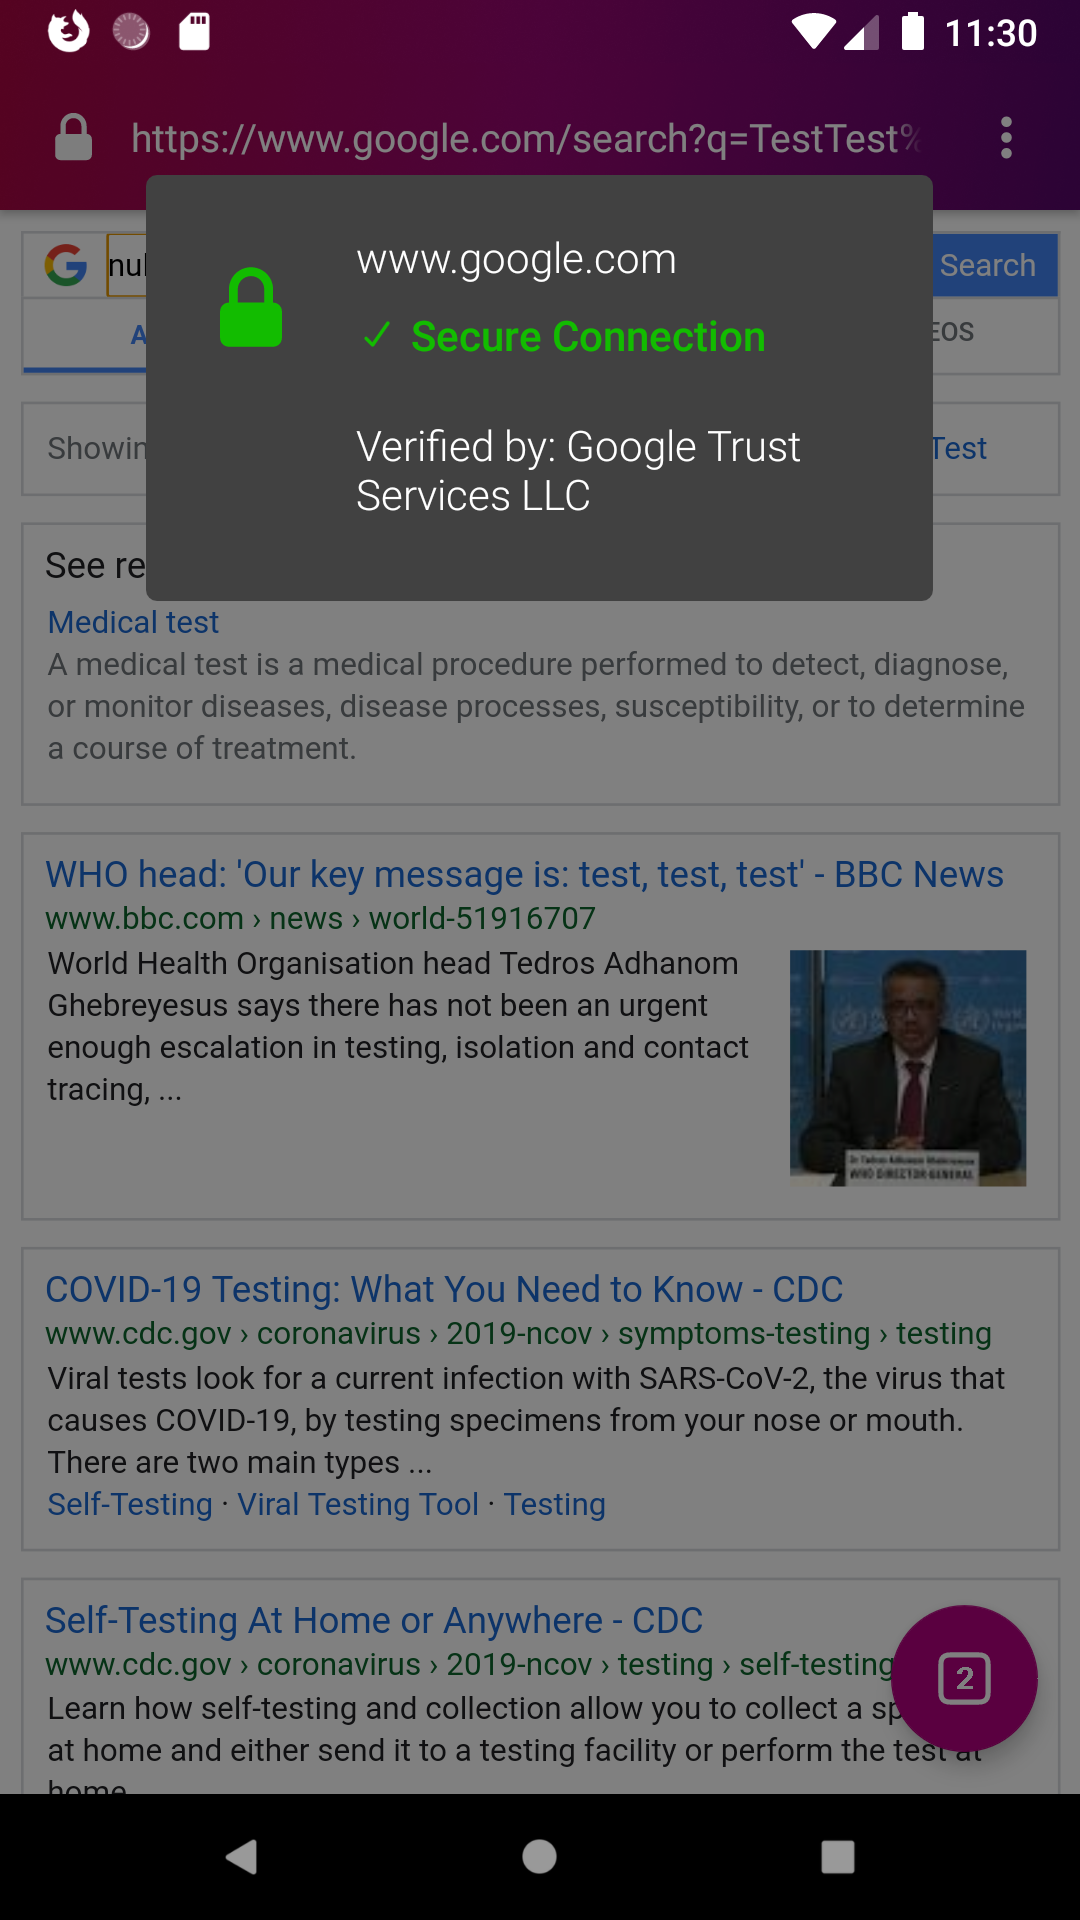 11:30
https://www.google.com/search?q=TestTest%
www.google.com
✓ Secure Connection
Verified by: Google Trust
Services LLC
nul
Search
A
EOS
Showin
Test
See re
Medical test
A medical test is a medical procedure performed to detect, diagnose,
or monitor diseases, disease processes, susceptibility, or to determine
a course of treatment.
WHO head: 'Our key message is: test, test, test' - BBC News
www.bbc.com › news › world-51916707
World Health Organisation head Tedros Adhanom
Ghebreyesus says there has not been an urgent
enough escalation in testing, isolation and contact
tracing, ...
Dr Tedros Adhanom Ghebreyesus
WHO DIRECTOR-GENERAL
COVID-19 Testing: What You Need to Know - CDC
www.cdc.gov › coronavirus › 2019-ncov › symptoms-testing › testing
Viral tests look for a current infection with SARS-CoV-2, the virus that
causes COVID-19, by testing specimens from your nose or mouth.
There are two main types ...
Self-Testing · Viral Testing Tool · Testing
Self-Testing At Home or Anywhere - CDC
www.cdc.gov › coronavirus › 2019-ncov › testing › self-testing
Learn how self-testing and collection allow you to collect a sp
at home and either send it to a testing facility or perform the test at
home
2